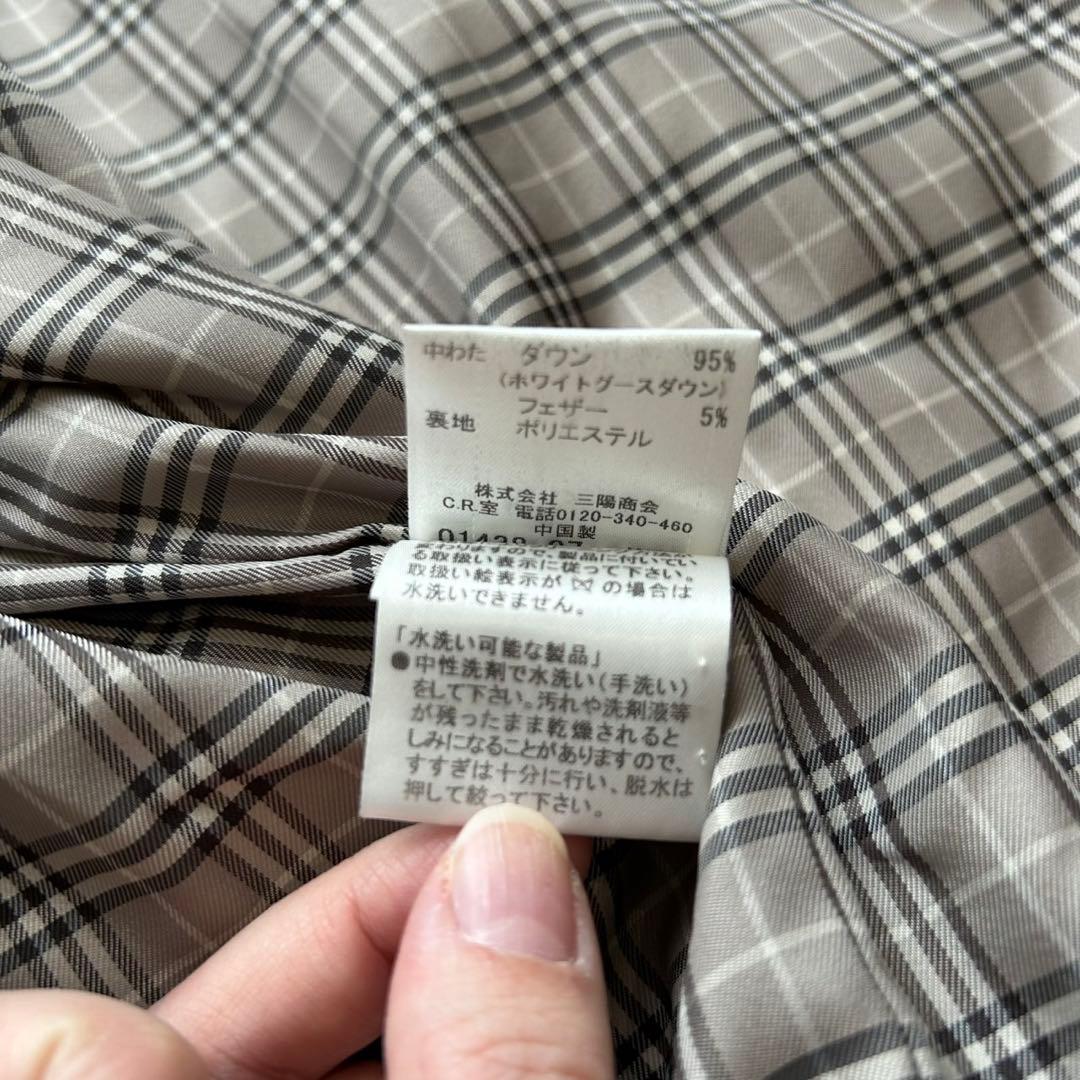 中わた ダウン 95%
(ホワイトグースダウン)
フェザー 5%
裏地 ポリエステル
株式会社 三陽商会
C.R.室 電話0120-340-460
中国製
る取扱い表示に従って下さい。
取扱い絵表示が の場合は
水洗いできません。
「水洗い可能な製品」
●中性洗剤で水洗い(手洗い)
をして下さい。汚れや洗剤液等
が残ったまま乾燥されると
しみになることがありますので、
すすぎは十分に行い、脱水は
押して絞って下さい。